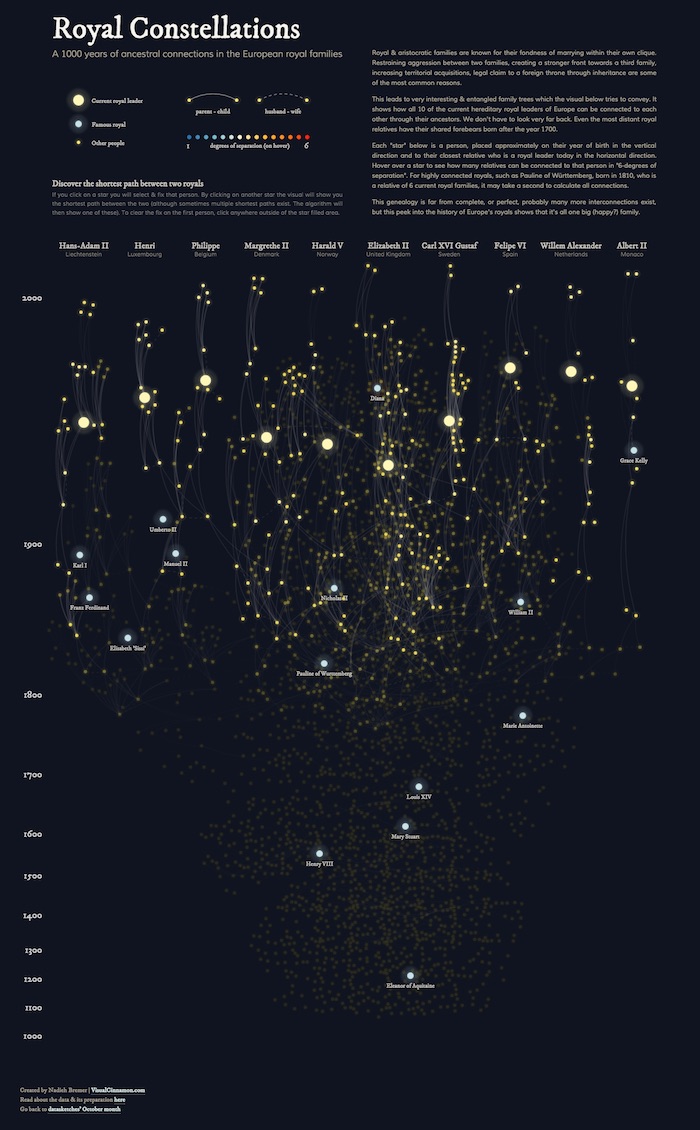 Royal Constellations
A 1000 years of ancestral connections in the European royal families
Current royal leader
Famous royal
Other people
parent - child
husband - wife
1 degrees of separation (on hover) 6
Discover the shortest path between two royals
If you click on a star you will select & fix that person. By clicking on another star the visual will show you
the shortest path between the two (although sometimes multiple shortest paths exist. The algorithm will
then show one of these). To clear the fix on the first person, click anywhere outside of the star filled area.
Royal & aristocratic families are known for their fondness of marrying within their own clique.
Restraining aggression between two families, creating a stronger front towards a third family,
increasing territorial acquisitions, legal claim to a foreign throne through inheritance are some
of the most common reasons.
This leads to very interesting & entangled family trees which the visual below tries to convey. It
shows how all 10 of the current hereditary royal leaders of Europe can be connected to each
other through their ancestors. We don't have to look very far back. Even the most distant royal
relatives have their shared forebears born after the year 1700.
Each "star" below is a person, placed approximately on their year of birth in the vertical
direction and to their closest relative who is a royal leader today in the horizontal direction.
Hover over a star to see how many relatives can be connected to that person in "6-degrees of
separation". For highly connected royals, such as Pauline of Württemberg, born in 1810, who is
a relative of 6 current royal families, it may take a second to calculate all connections.
This genealogy is far from complete, or perfect, probably many more interconnections exist,
but this peek into the history of Europe's royals shows that it's all one big (happy?) family.
Hans-Adam II
Liechtenstein
Henri
Luxembourg
Philippe
Belgium
Margrethe II
Denmark
Harald V
Norway
Elizabeth II
United Kingdom
Carl XVI Gustaf
Sweden
Felipe VI
Spain
Willem Alexander
Netherlands
Albert II
Monaco
2000
Diana
Grace Kelly
Umberto II
1900
Karl I
Manuel II
Nicholas II
Franz Ferdinand
William II
Elisabeth "Sissi"
Pauline of Wurttemberg
1800
Marie Antoinette
1700
Louis XIV
1600
Mary Stuart
Henry VIII
1500
1400
1300
1200
Eleanor of Aquitaine
1100
1000
Created by Nadieh Bremer | VisualCinnamon.com
Read about the data & its preparation here
Go back to datasketches' October month